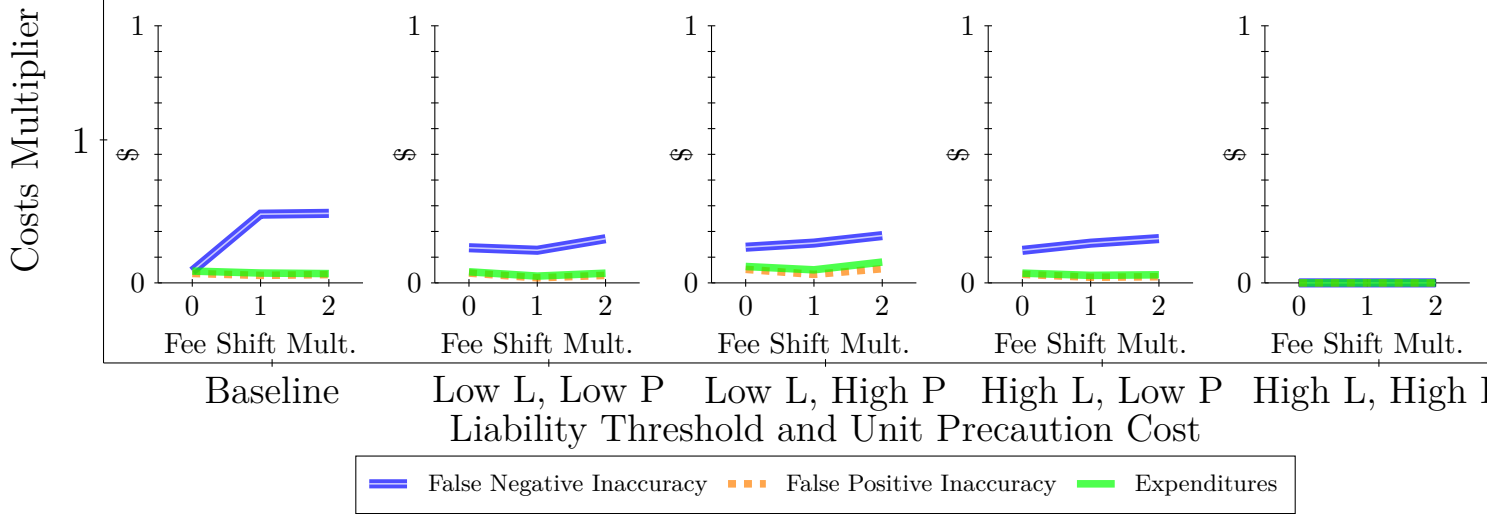 Costs Multiplier
1
1 1 1 1 1
$ $ $ $ $
0 0 0 0 0
0 1 2 0 1 2 0 1 2 0 1 2 0 1 2
Fee Shift Mult. Fee Shift Mult. Fee Shift Mult. Fee Shift Mult. Fee Shift Mult.
Baseline Low L, Low P Low L, High P High L, Low P High L, High
Liability Threshold and Unit Precaution Cost
False Negative Inaccuracy False Positive Inaccuracy Expenditures